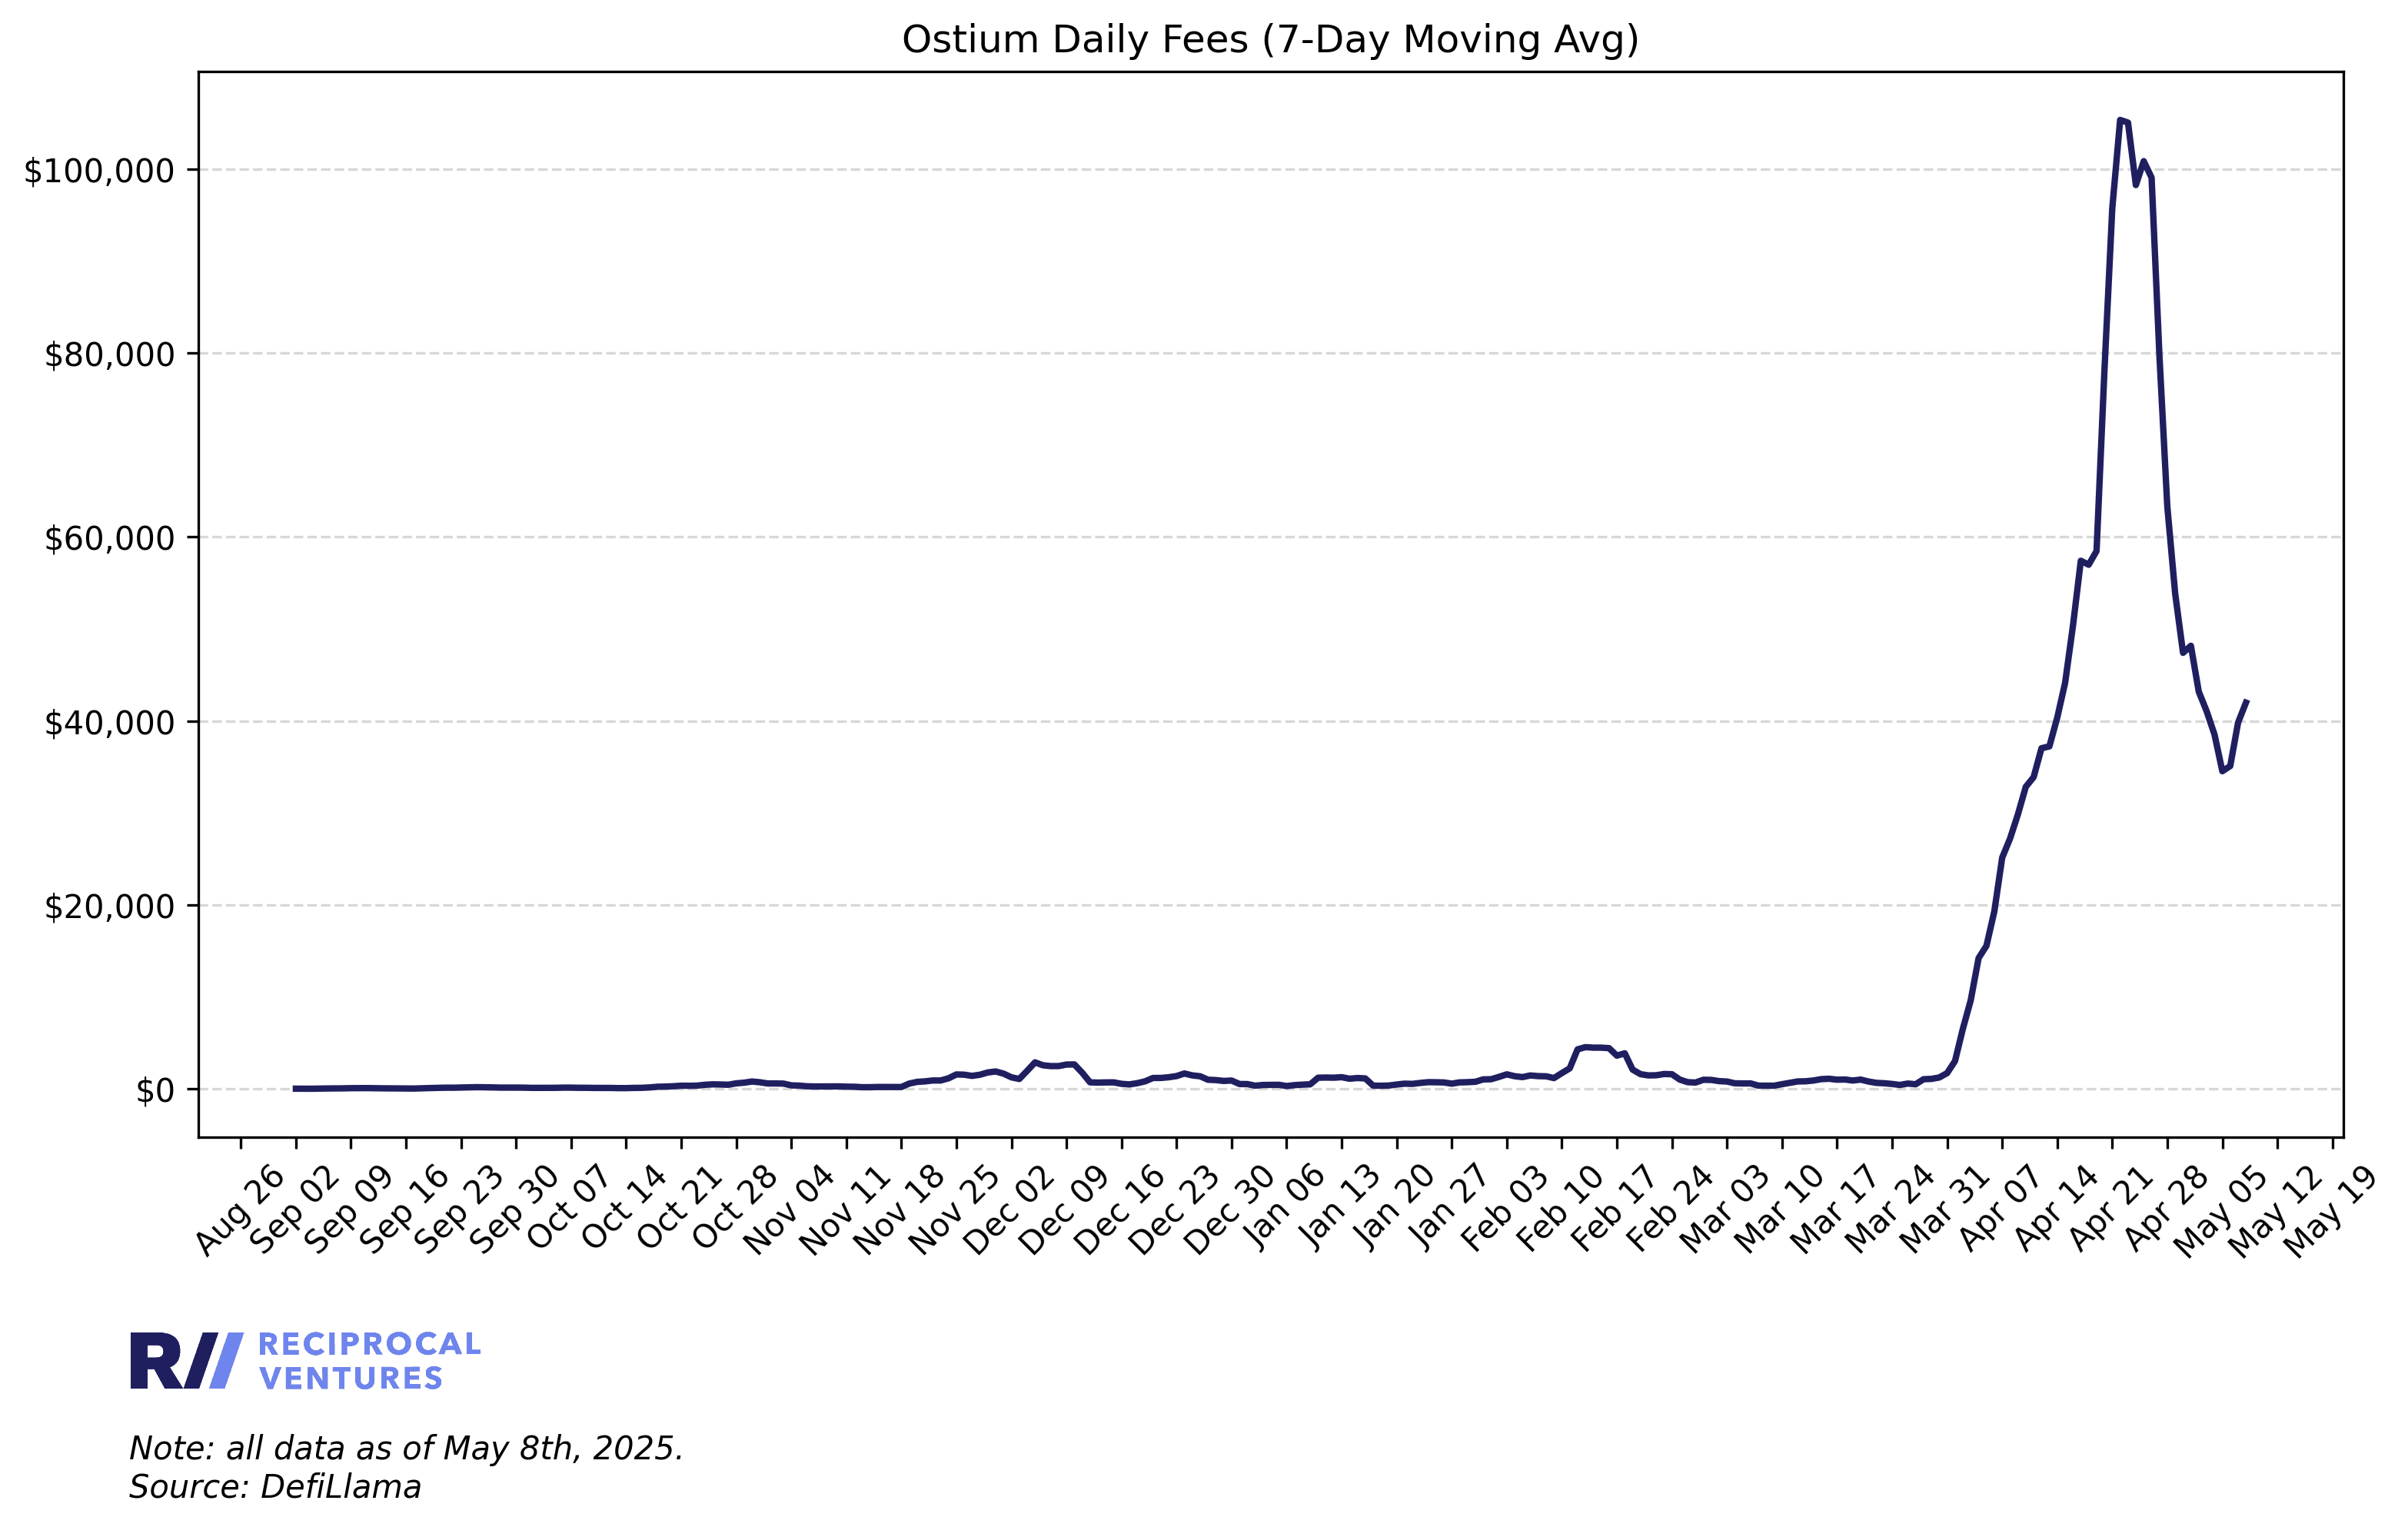 Ostium Daily Fees (7-Day Moving Avg)
$100,000
$80,000
$60,000
$40,000
$20,000
$0
Aug 26
Sep 02
Sep 09
Sep 16
Sep 23
Sep 30
Oct 07
Oct 14
Oct 21
Oct 28
Nov 04
Nov 11
Nov 18
Nov 25
Dec 02
Dec 09
Dec 16
Dec 23
Dec 30
Jan 06
Jan 13
Jan 20
Jan 27
Feb 03
Feb 10
Feb 17
Feb 24
Mar 03
Mar 10
Mar 17
Mar 24
Mar 31
Apr 07
Apr 14
Apr 21
Apr 28
May 05
May 12
May 19
R// RECIPROCAL
VENTURES
Note: all data as of May 8th, 2025.
Source: DefiLlama